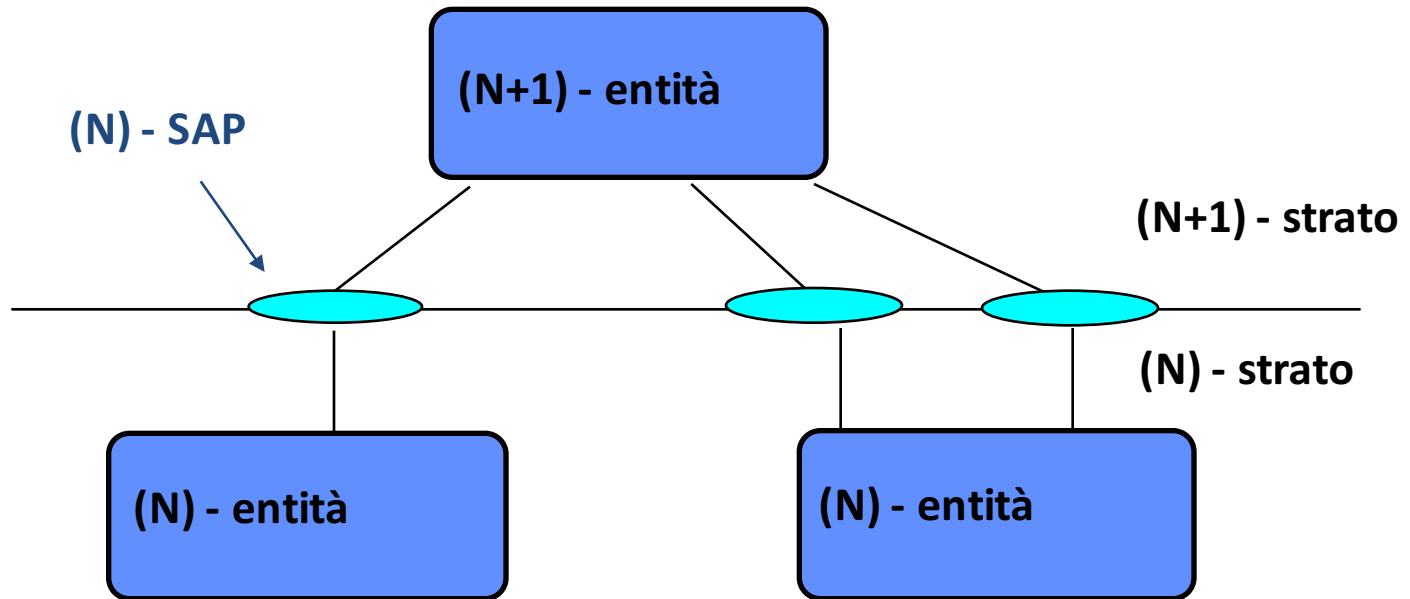 (N+1) - entità
(N) - SAP
(N+1) - strato
(N) - strato
(N) - entità
(N) - entità